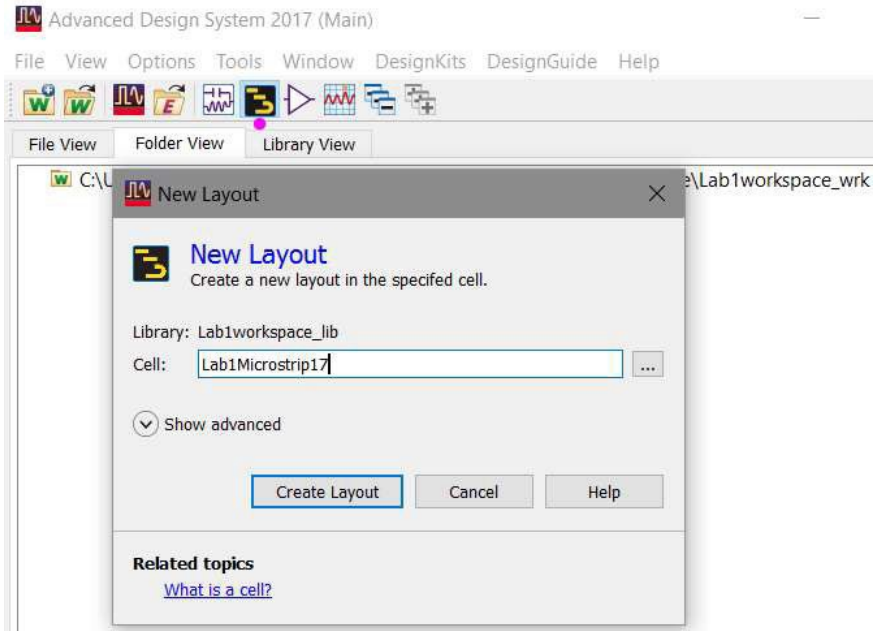 Advanced Design System 2017 (Main)
File View Options Tools Window DesignKits DesignGuide Help
W W E
File View Folder View Library View
W C:\U e\Lab1workspace_wrk
New Layout
New Layout
Create a new layout in the specifed cell.
Library: Lab1workspace_lib
Cell: Lab1Microstrip17 ...
Show advanced
Create Layout Cancel Help
Related topics
What is a cell?